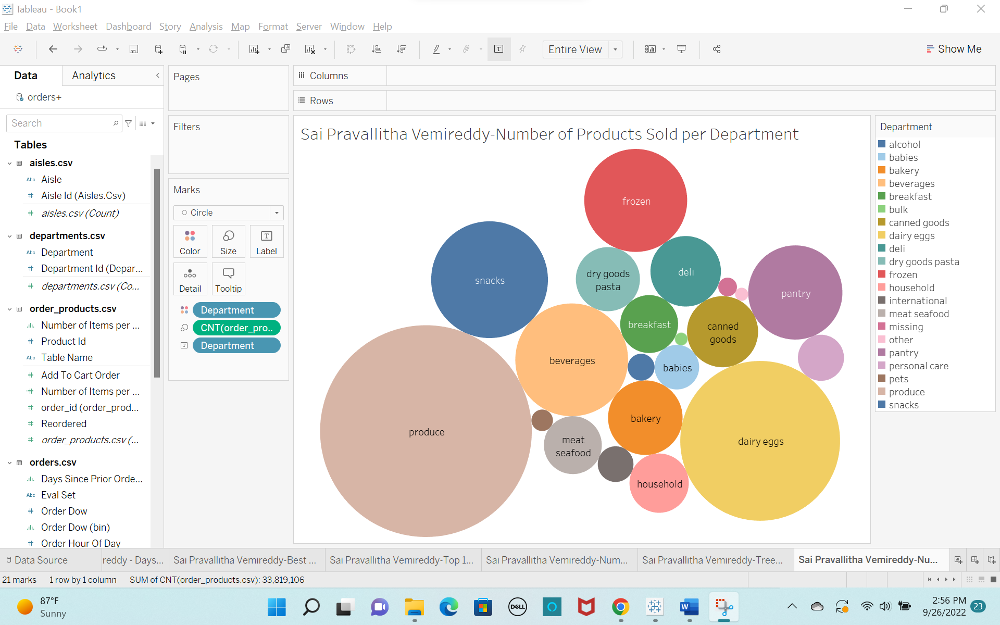 Tableau - Book1
File Data Worksheet Dashboard Story Analysis Map Format Server Window Help
Entire View
Show Me
Data
Analytics
orders+
Search
Tables
aisles.csv
Abc Aisle
# Aisle Id (Aisles.Csv)
# aisles.csv (Count)
departments.csv
Abc Department
# Department Id (Depar...
# departments.csv (Co...
order_products.csv
Number of Items per ...
# Product Id
Abc Table Name
# Add To Cart Order
=# Number of Items per ...
# order_id (order_prod...
# Reordered
# order_products.csv (...
orders.csv
Days Since Prior Orde...
Abc Eval Set
# Order Dow
Order Dow (bin)
# Order Hour Of Day
Pages
Filters
Marks
Circle
Color
Size
T
Label
Detail
Tooltip
Department
CNT(order_pro..
T Department
Columns
Rows
Sai Pravallitha Vemireddy-Number of Products Sold per Department
frozen
snacks
dry goods
pasta
deli
pantry
breakfast
canned
goods
beverages
babies
bakery
produce
meat
seafood
dairy eggs
household
Department
alcohol
babies
bakery
beverages
breakfast
bulk
canned goods
dairy eggs
deli
dry goods pasta
frozen
household
international
meat seafood
missing
other
pantry
personal care
pets
produce
snacks
Data Source
reddy - Days...
Sai Pravallitha Vemireddy-Best ...
Sai Pravallitha Vemireddy-Top 1...
Sai Pravallitha Vemireddy-Num...
Sai Pravallitha Vemireddy-Tree...
Sai Pravallitha Vemireddy-Nu...
21 marks 1 row by 1 column SUM of CNT(order_products.csv): 33,819,106
87°F
Sunny
DELL
W
2:56 PM
9/26/2022
23